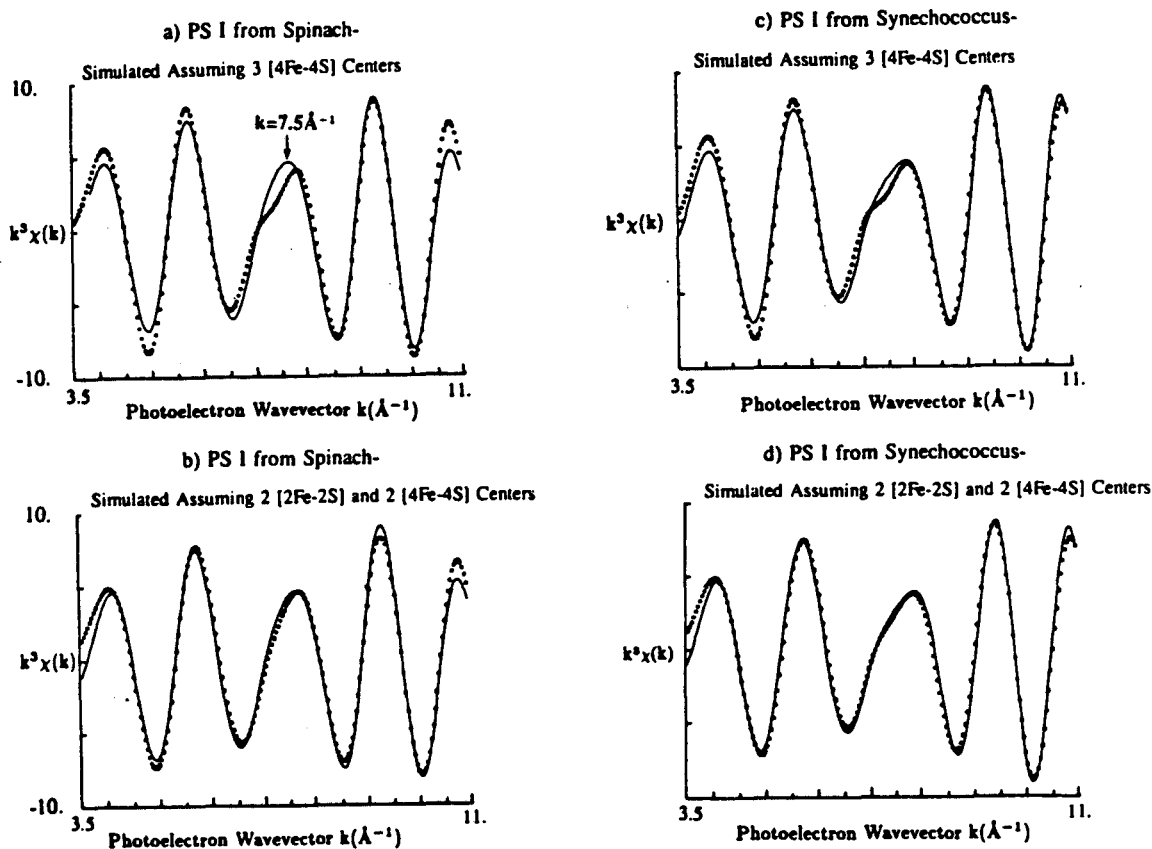 a) PS I from Spinach-
Simulated Assuming 3 [4Fe-4S] Centers
10.
k=7.5Å⁻¹
k³χ(k)
-10.
3.5
11.
Photoelectron Wavevector k(Å⁻¹)
c) PS I from Synechococcus-
Simulated Assuming 3 [4Fe-4S] Centers
k³χ(k)
3.5
11.
Photoelectron Wavevector k(Å⁻¹)
b) PS I from Spinach-
Simulated Assuming 2 [2Fe-2S] and 2 [4Fe-4S] Centers
10.
k³χ(k)
-10.
3.5
11.
Photoelectron Wavevector k(Å⁻¹)
d) PS I from Synechococcus-
Simulated Assuming 2 [2Fe-2S] and 2 [4Fe-4S] Centers
k³χ(k)
3.5
11.
Photoelectron Wavevector k(Å⁻¹)